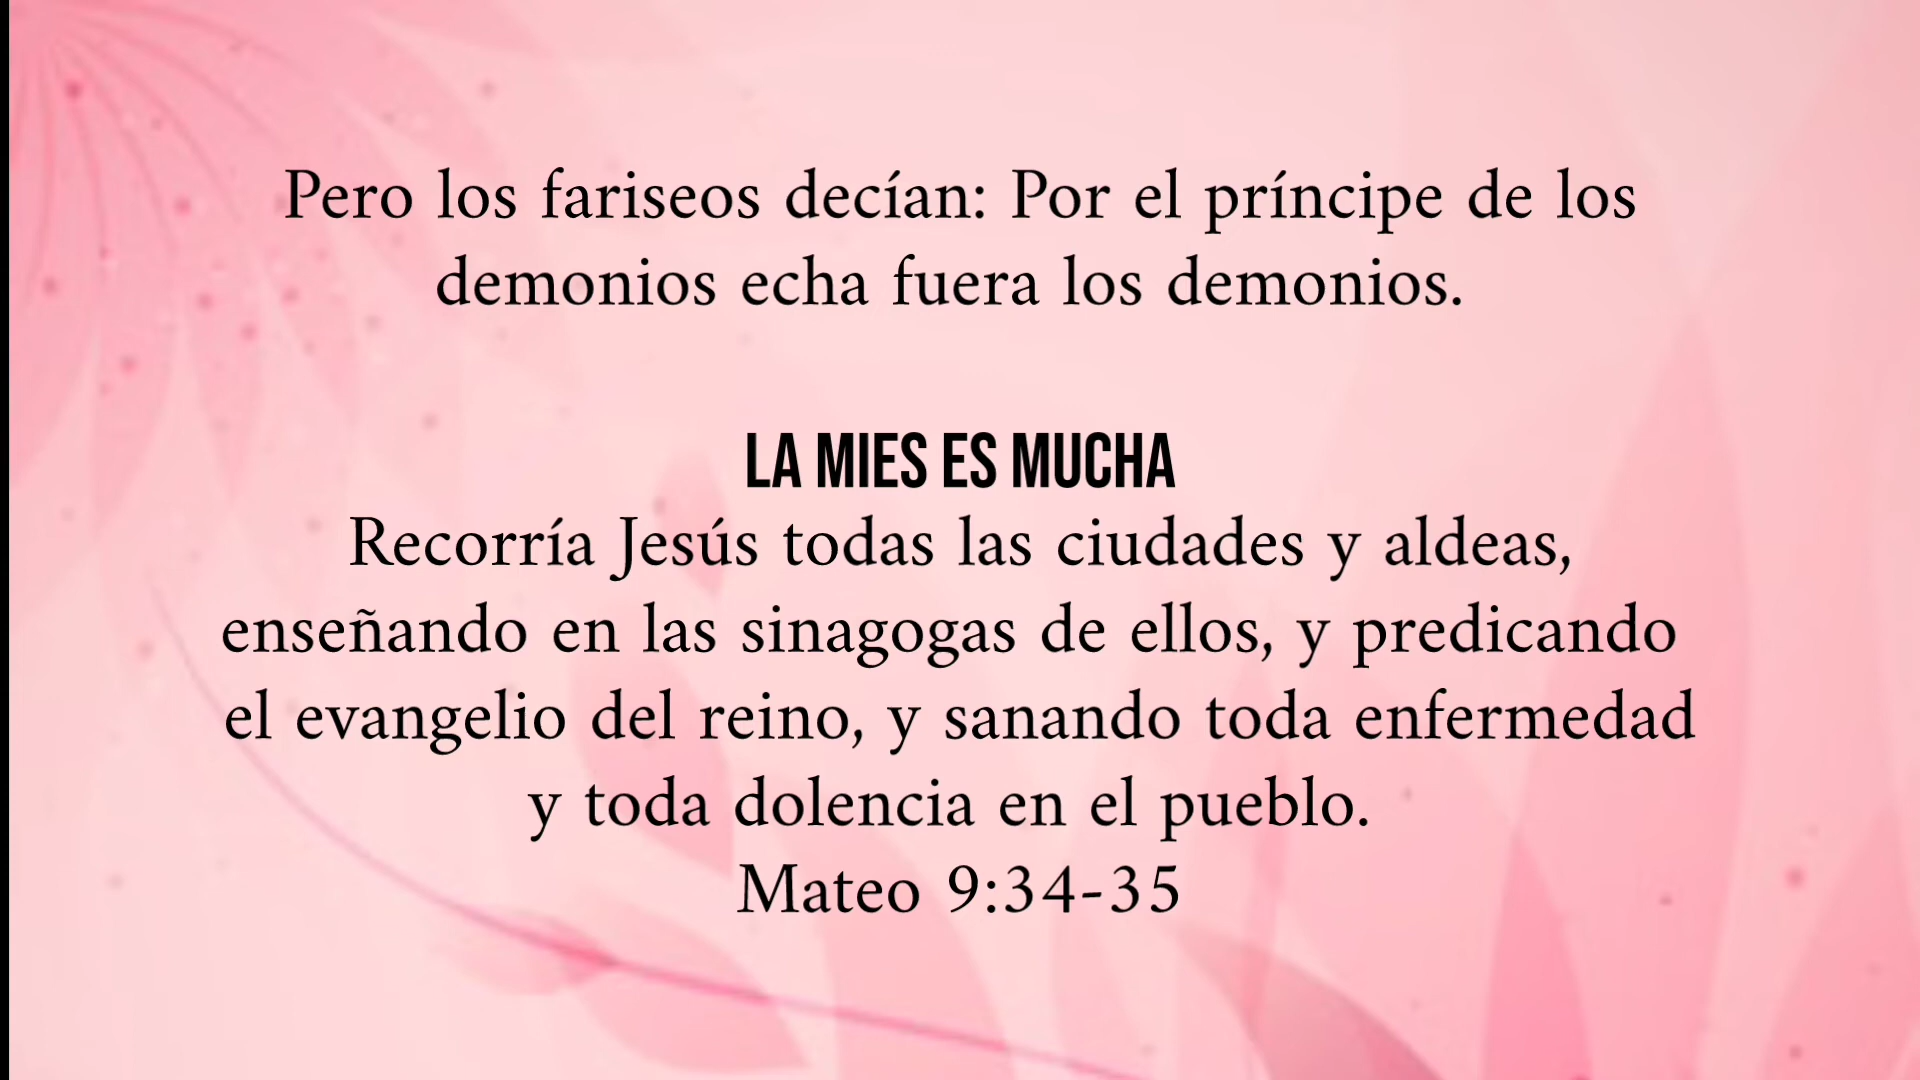 Pero los fariseos decían: Por el príncipe de los
demonios echa fuera los demonios.
LA MIES ES MUCHA
Recorría Jesús todas las ciudades y aldeas,
enseñando en las sinagogas de ellos, y predicando
el evangelio del reino, y sanando toda enfermedad
y toda dolencia en el pueblo.
Mateo 9:34-35